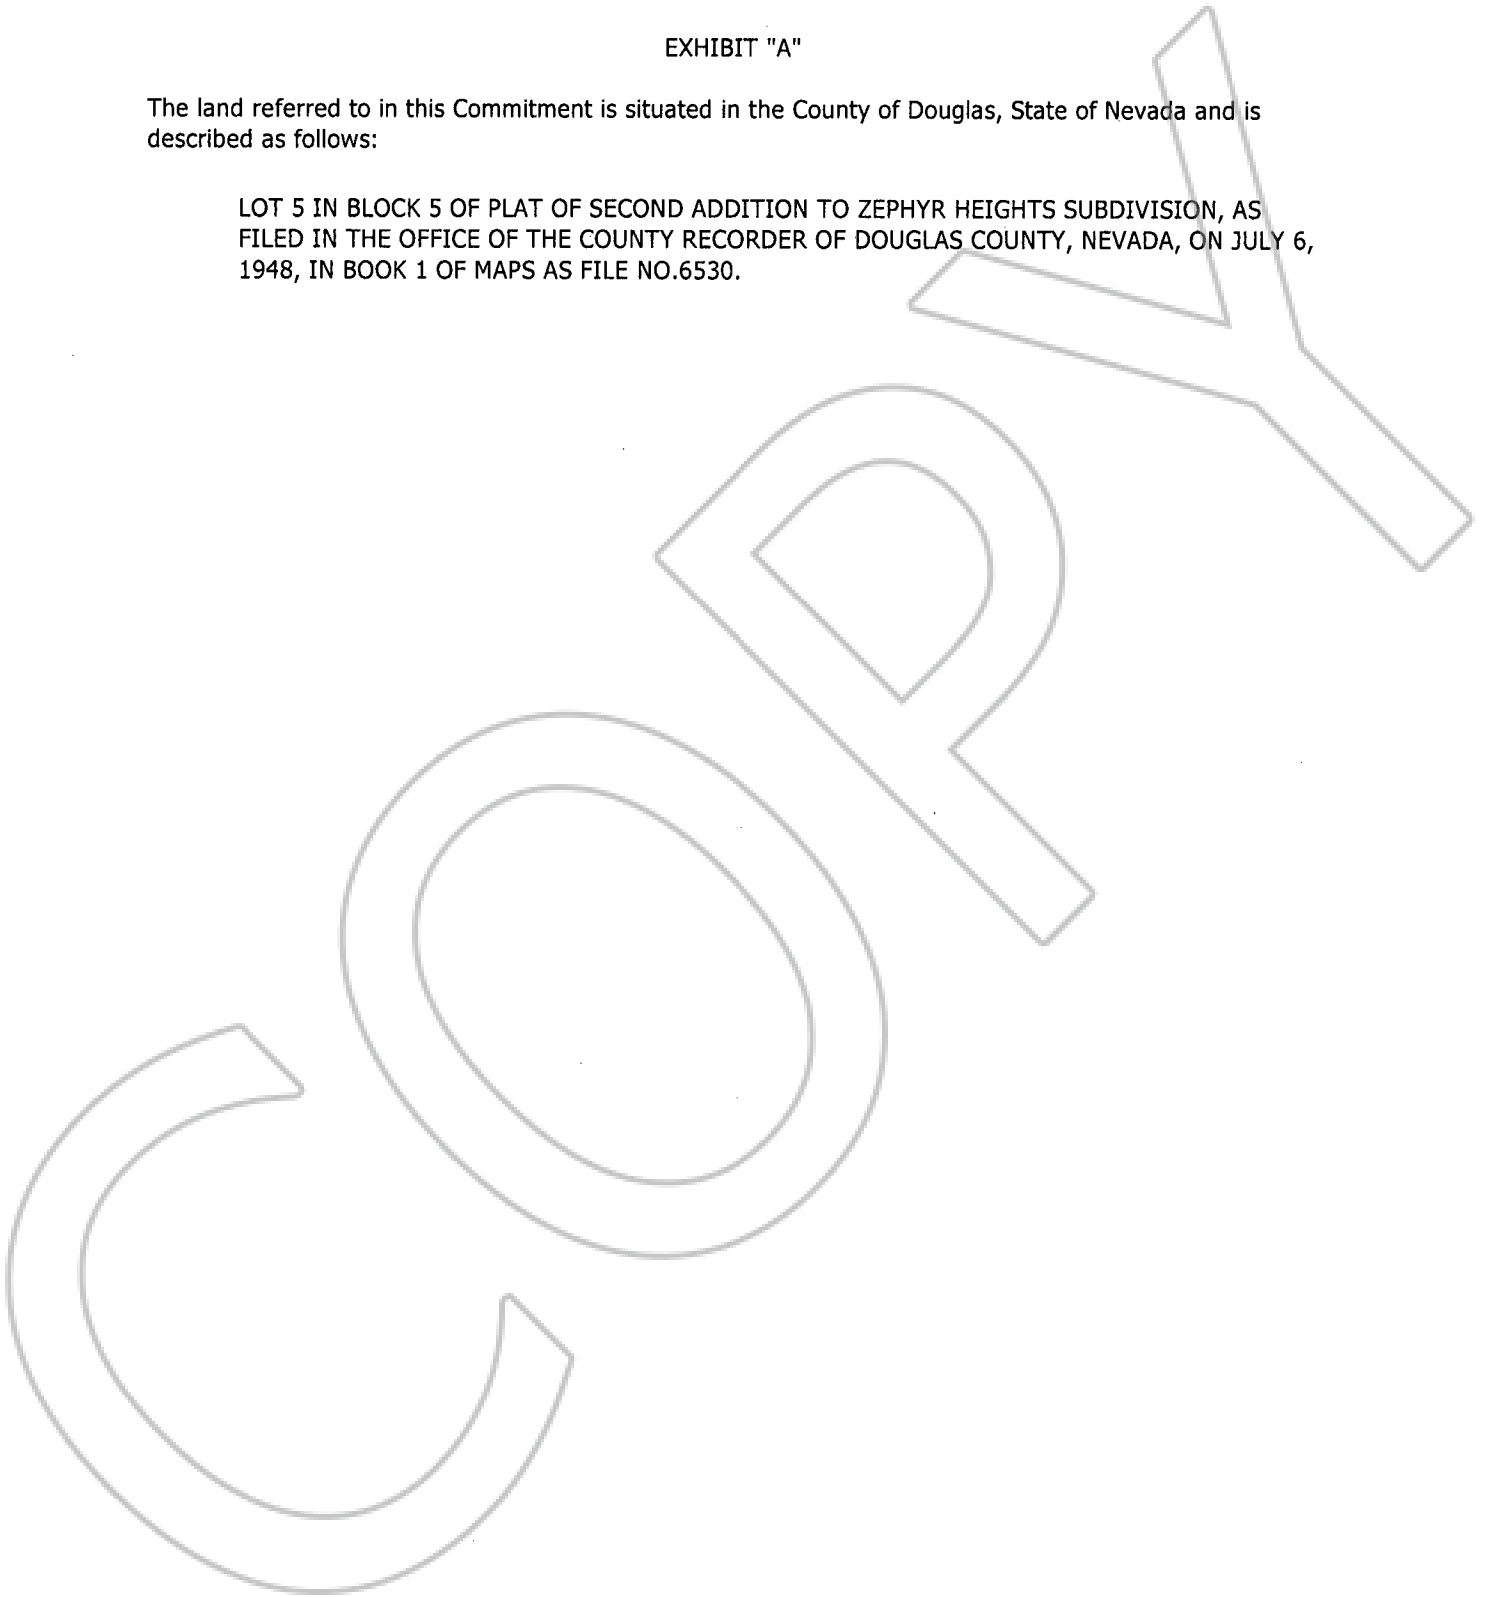 EXHIBIT "A"
The land referred to in this Commitment is situated in the County of Douglas, State of Nevada and is
described as follows:
LOT 5 IN BLOCK 5 OF PLAT OF SECOND ADDITION TO ZEPHYR HEIGHTS SUBDIVISION, AS
FILED IN THE OFFICE OF THE COUNTY RECORDER OF DOUGLAS COUNTY, NEVADA, ON JULY 6,
1948, IN BOOK 1 OF MAPS AS FILE NO.6530.
COPY